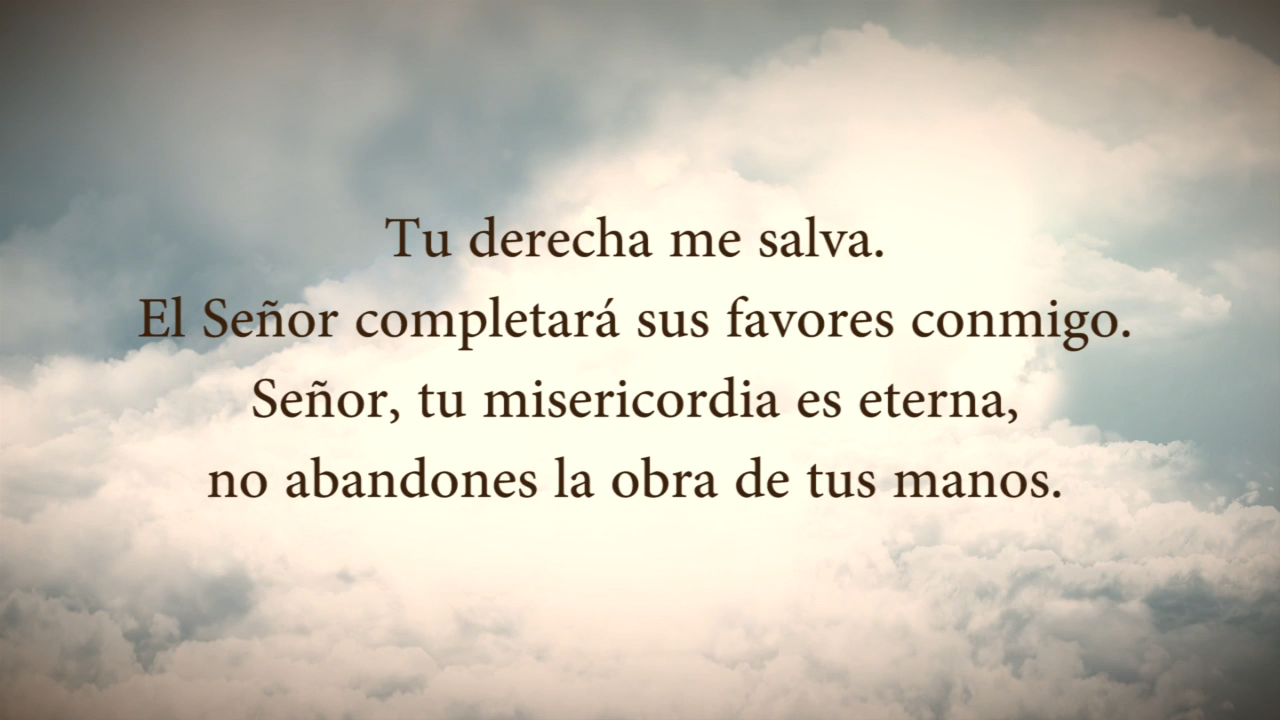 Tu derecha me salva.
El Señor completará sus favores conmigo.
Señor, tu misericordia es eterna,
no abandones la obra de tus manos.